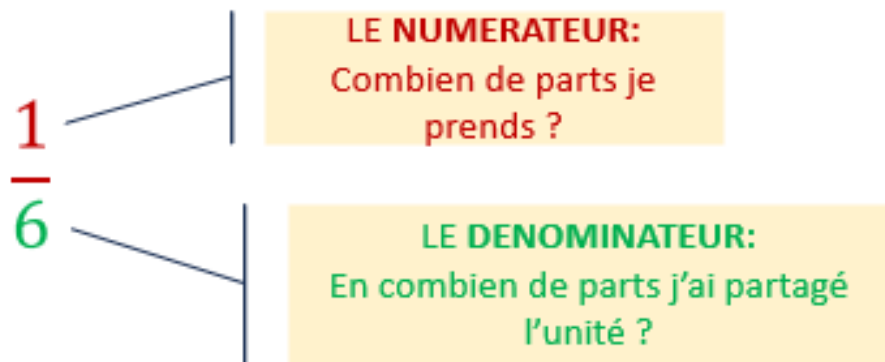 LE NUMERATEUR:
Combien de parts je
prends ?
1
6
LE DENOMINATEUR:
En combien de parts j'ai partagé
l'unité ?